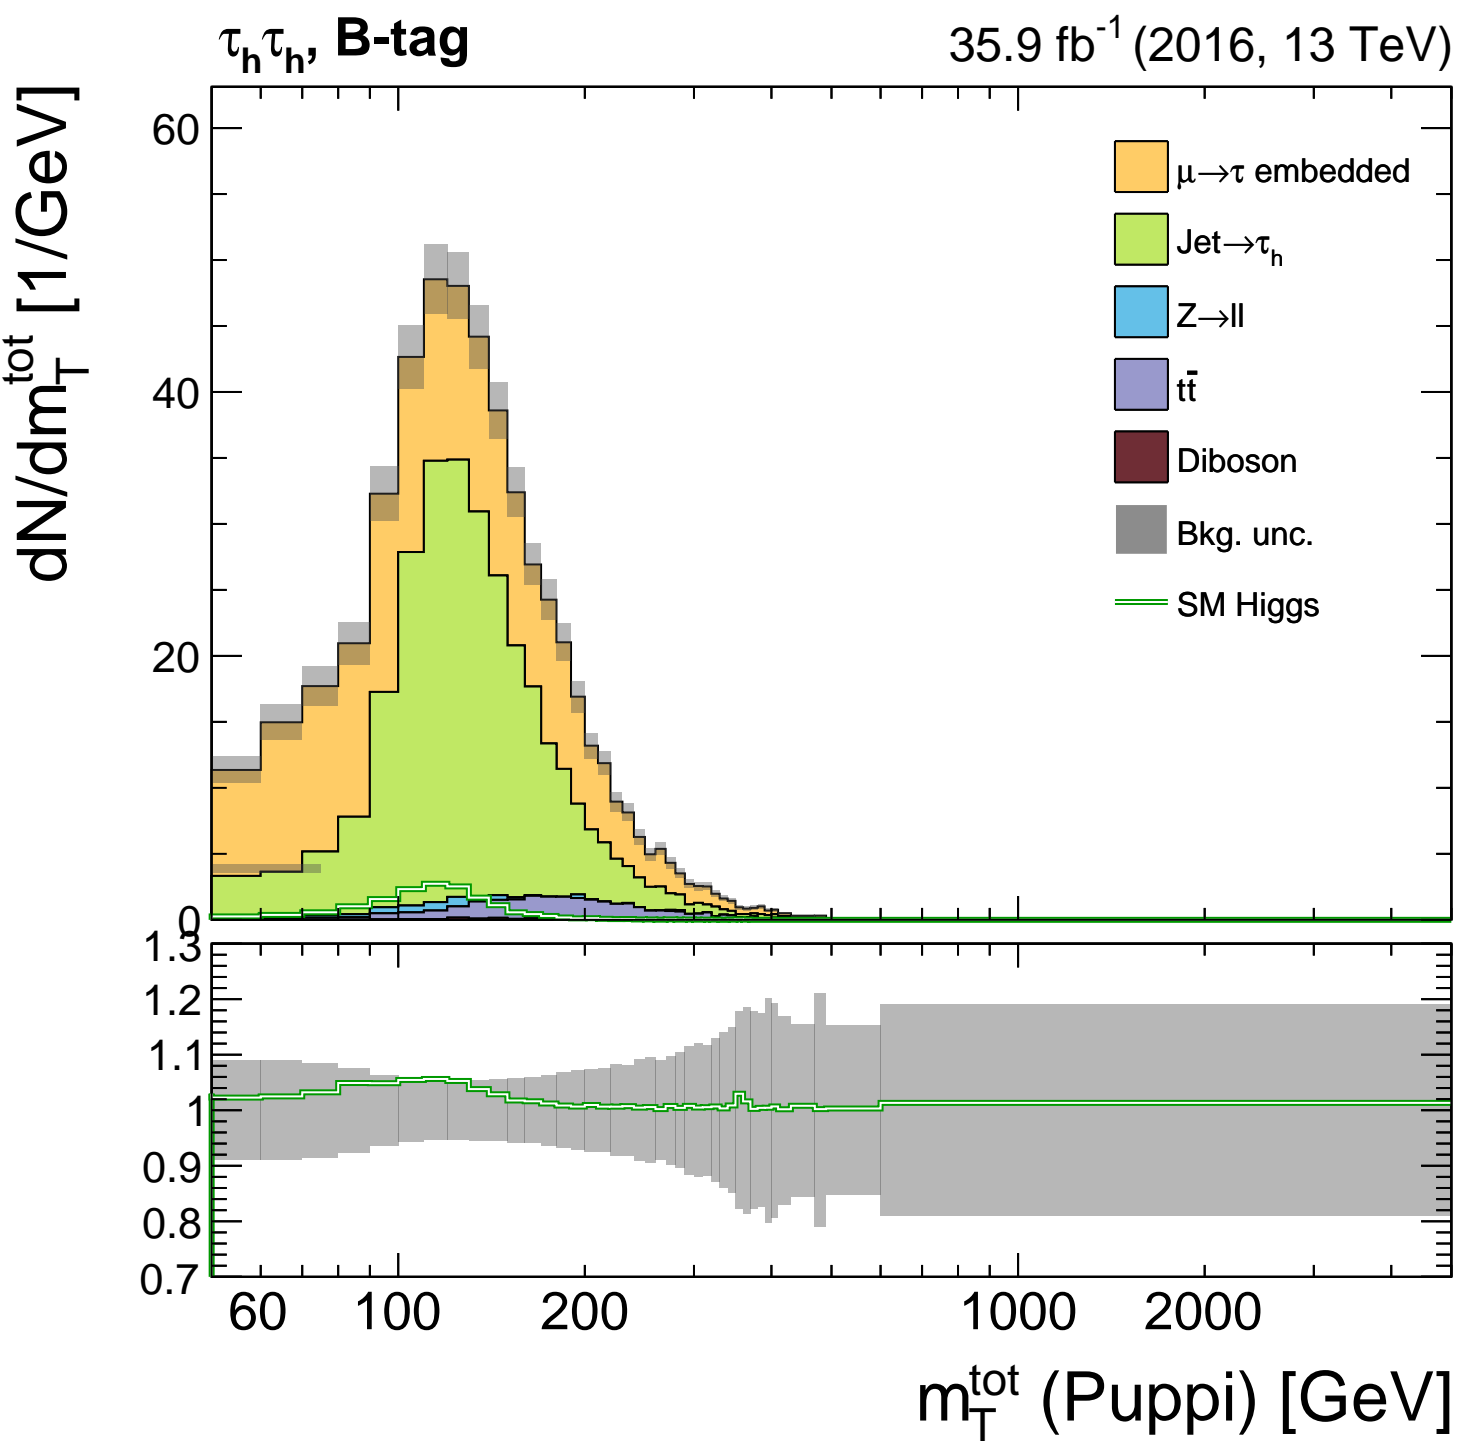 τhτh, B-tag
35.9 fb-1 (2016, 13 TeV)
dN/dmTtot [1/GeV]
60
40
20
0
μ→τ embedded
Jet→τh
Z→ll
tt̄
Diboson
Bkg. unc.
SM Higgs
1.3
1.2
1.1
1
0.9
0.8
0.7
60 100 200 1000 2000
mTtot (Puppi) [GeV]